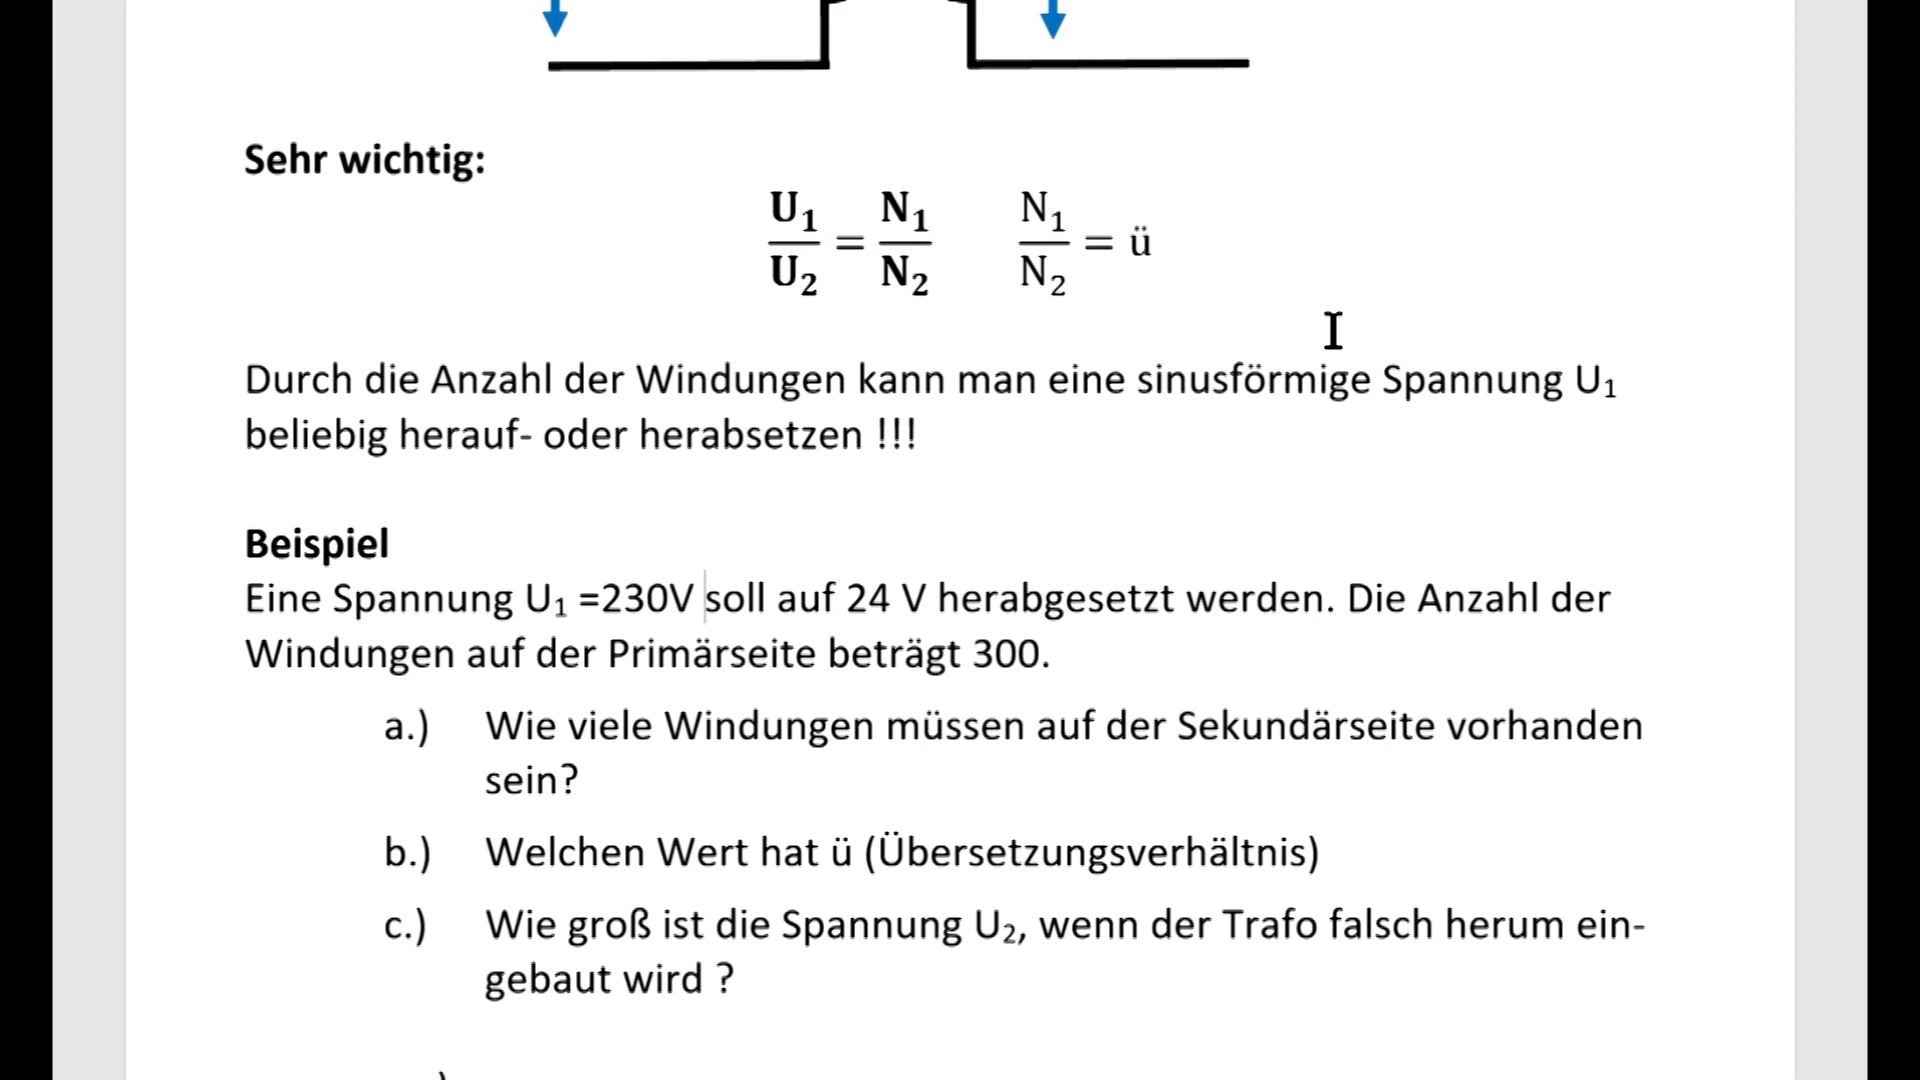 Sehr wichtig:
U₁/U₂ = N₁/N₂    N₁/N₂ = ü
Durch die Anzahl der Windungen kann man eine sinusförmige Spannung U₁
beliebig herauf- oder herabsetzen !!!
Beispiel
Eine Spannung U₁ =230V soll auf 24 V herabgesetzt werden. Die Anzahl der
Windungen auf der Primärseite beträgt 300.
a.) Wie viele Windungen müssen auf der Sekundärseite vorhanden
sein?
b.) Welchen Wert hat ü (Übersetzungsverhältnis)
c.) Wie groß ist die Spannung U₂, wenn der Trafo falsch herum ein-
gebaut wird ?